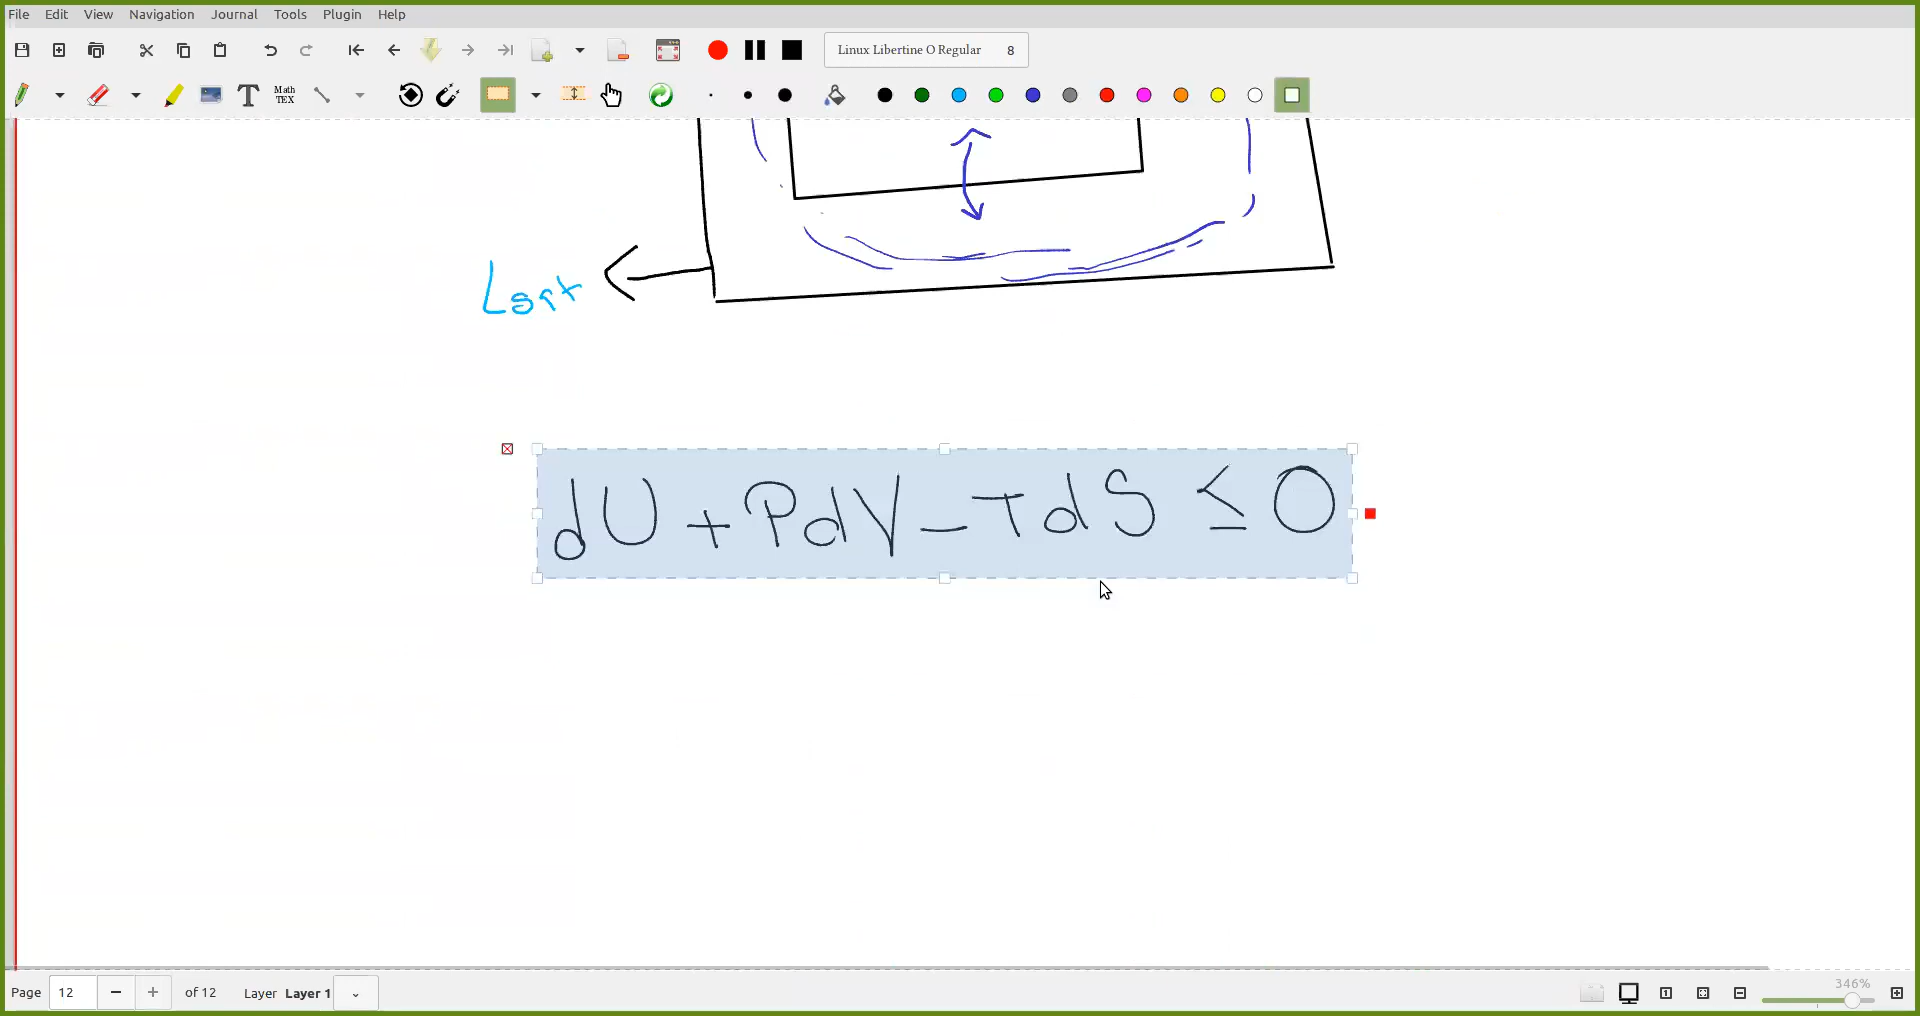 File Edit View Navigation Journal Tools Plugin Help
Linux Libertine O Regular 8
Math TEX
dU + PdV - TdS ≤ 0
Page 12 of 12 Layer Layer 1 346%